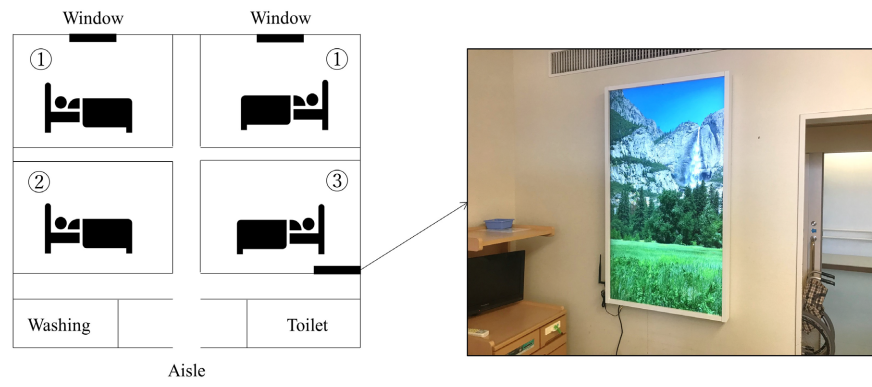 Window
Window
①
①
②
③
Washing
Toilet
Aisle